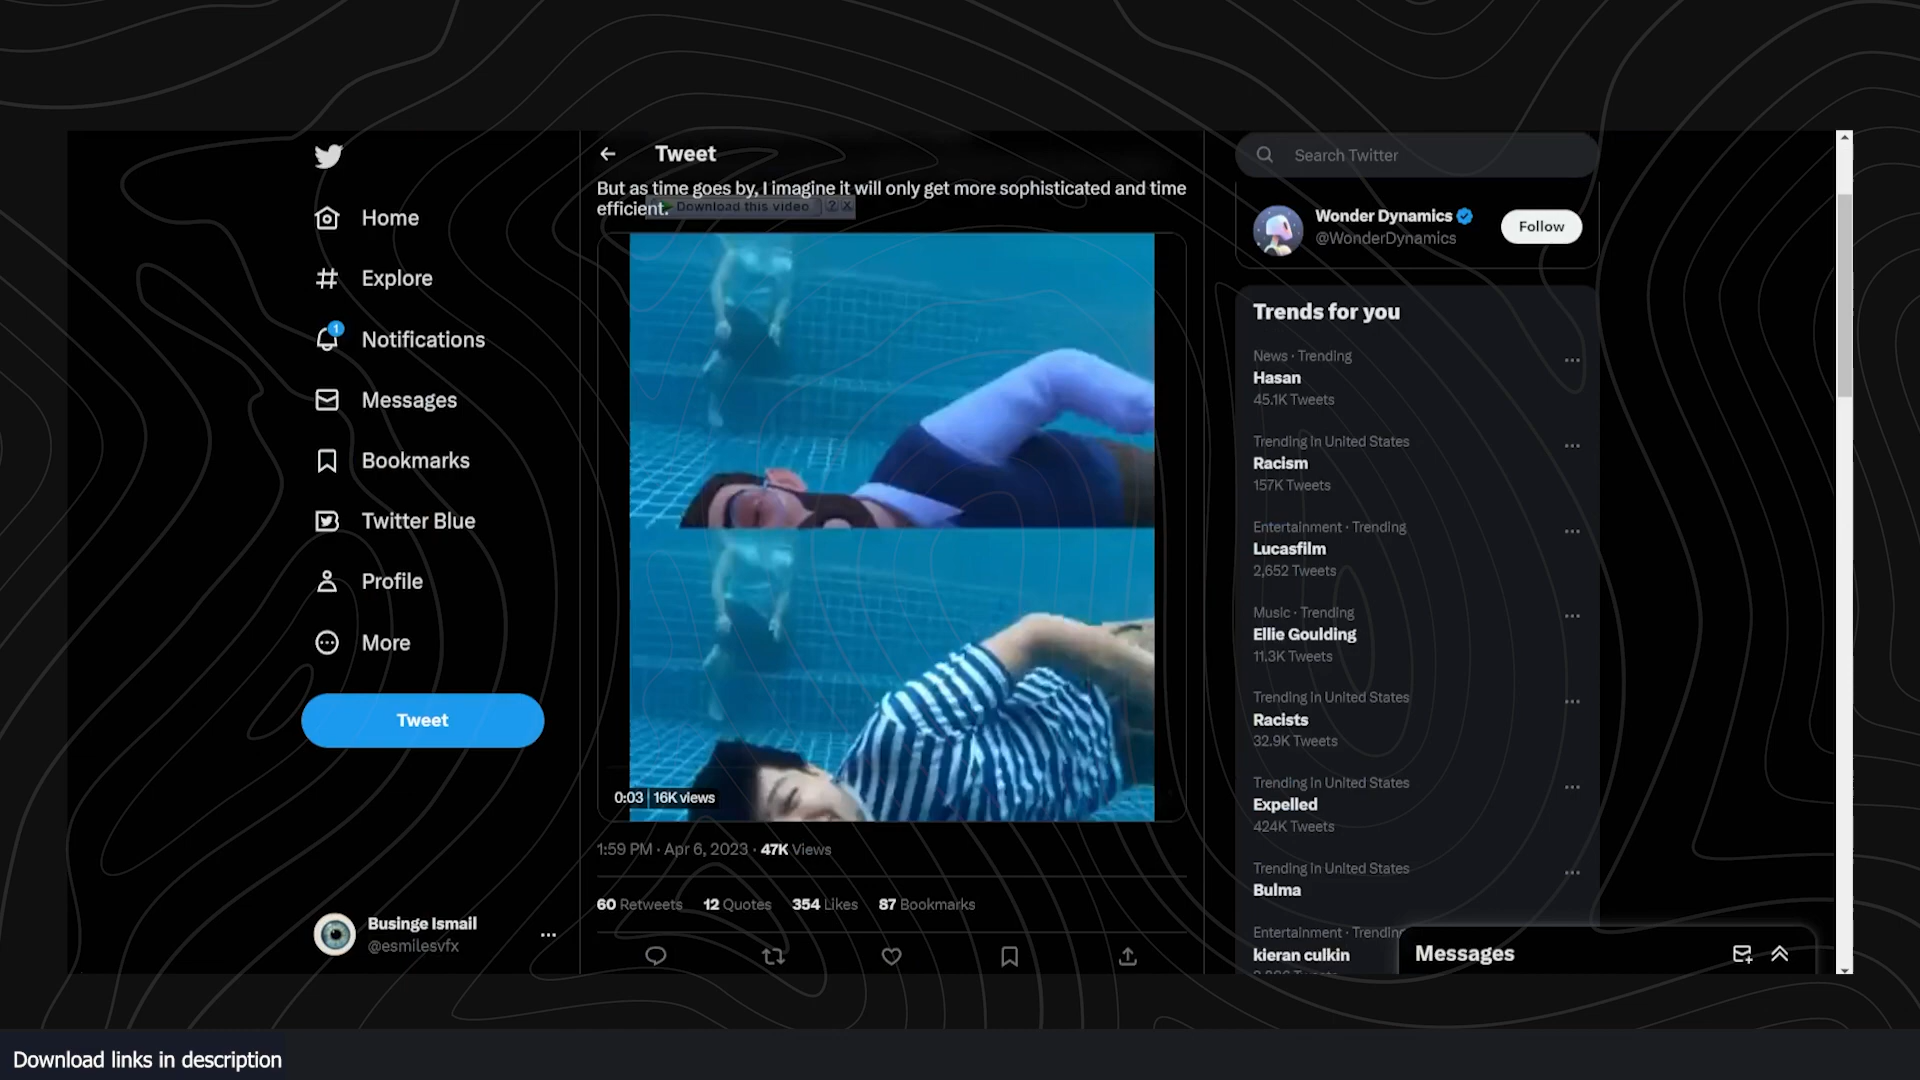 Home
Explore
1
Notifications
Messages
Bookmarks
Twitter Blue
Profile
More
Tweet
Businge Ismail
@esmilesvfx
Tweet
But as time goes by, I imagine it will only get more sophisticated and time
efficient.
Download this video ? X
0:03 16K views
1:59 PM · Apr 6, 2023 · 47K Views
60 Retweets 12 Quotes 354 Likes 87 Bookmarks
Search Twitter
Wonder Dynamics
@WonderDynamics
Follow
Trends for you
News · Trending
Hasan
45.1K Tweets
Trending in United States
Racism
157K Tweets
Entertainment · Trending
Lucasfilm
2,652 Tweets
Music · Trending
Ellie Goulding
11.3K Tweets
Trending in United States
Racists
32.9K Tweets
Trending in United States
Expelled
424K Tweets
Trending in United States
Bulma
Entertainment · Trending
kieran culkin
Messages
Download links in description